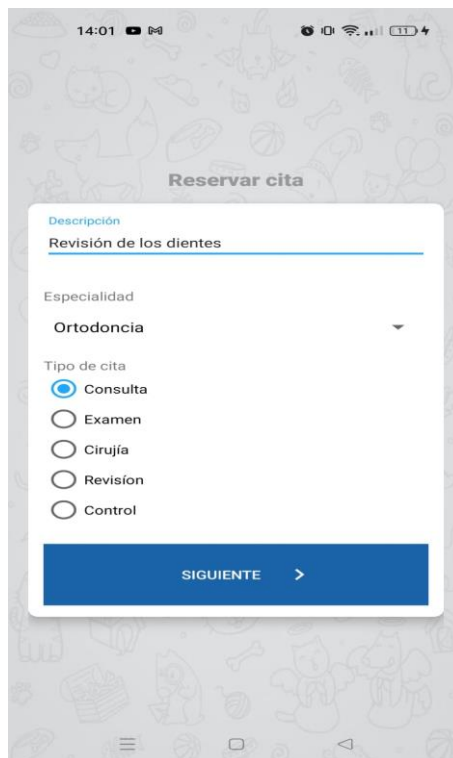 14:01
11
Reservar cita
Descripción
Revisión de los dientes
Especialidad
Ortodoncia
Tipo de cita
Consulta
Examen
Cirujía
Revisíon
Control
SIGUIENTE >